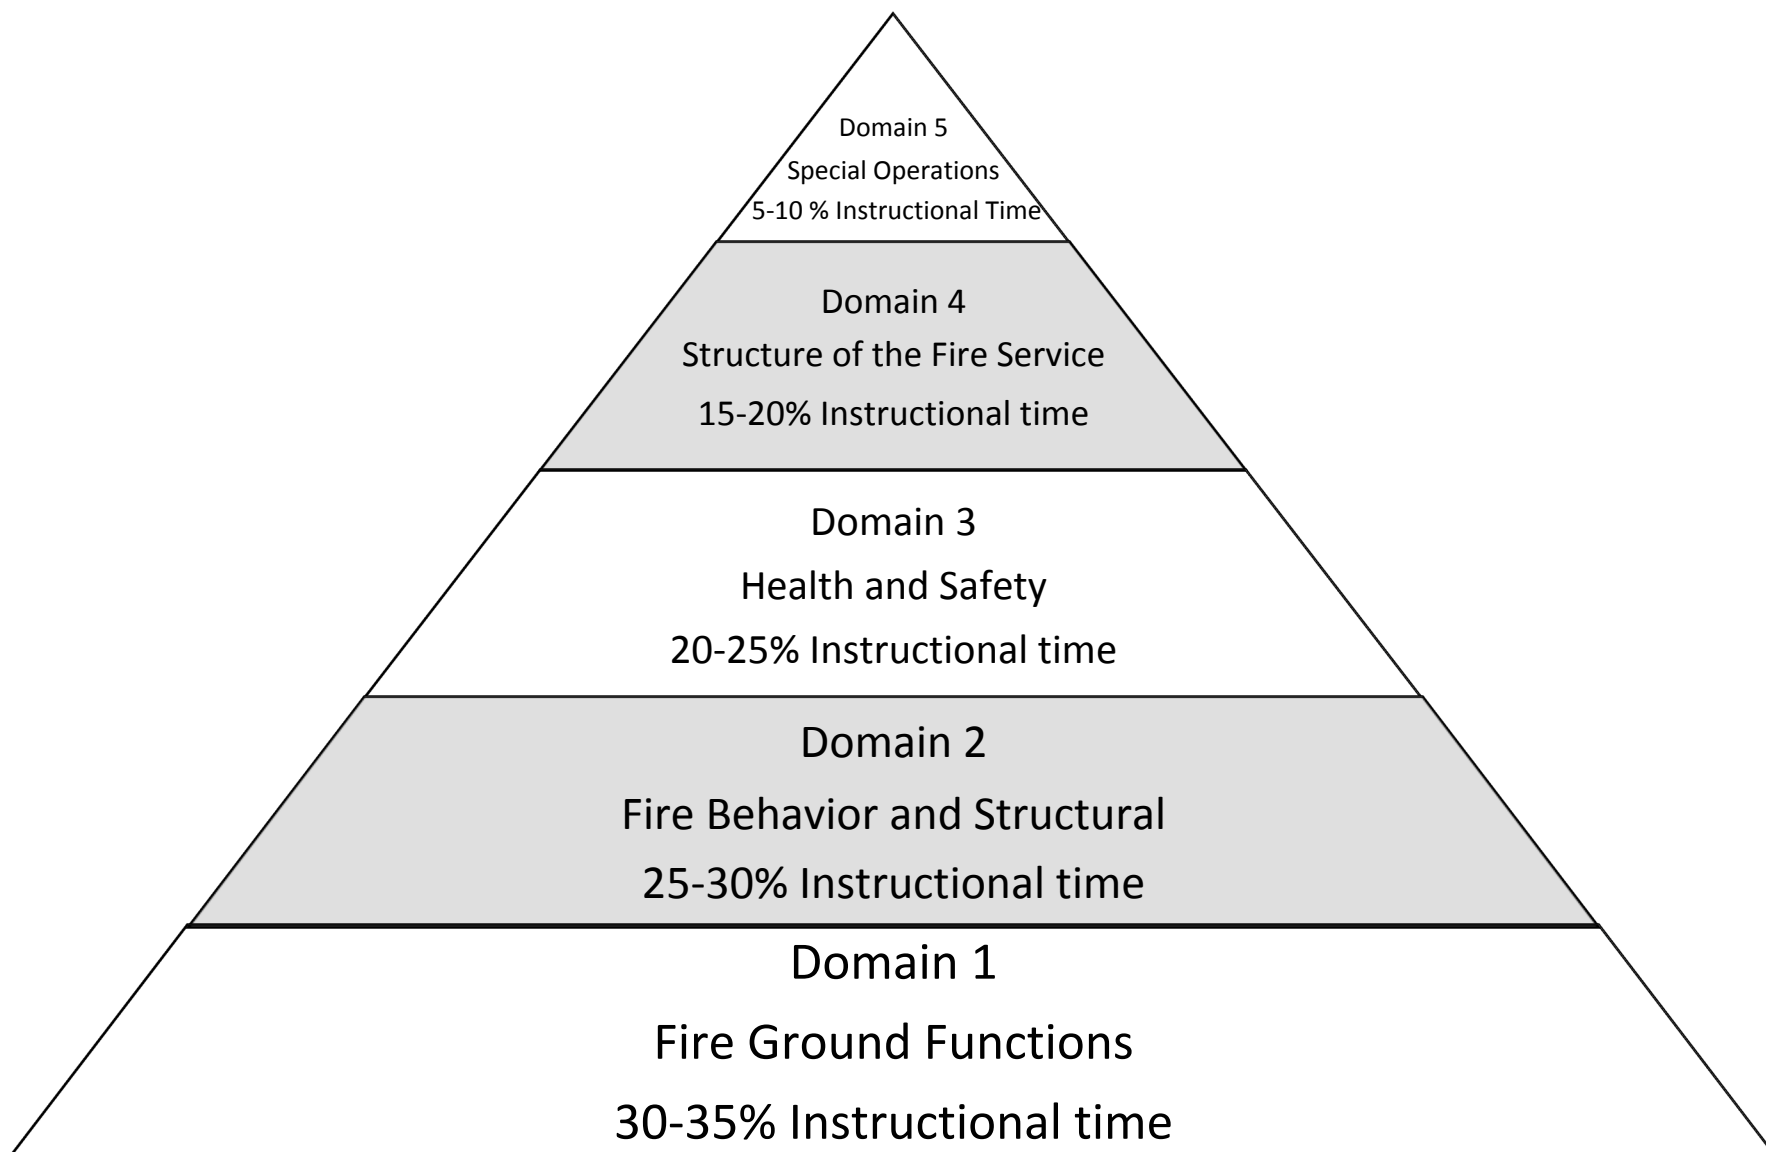 Domain 5
Special Operations
5-10 % Instructional Time
Domain 4
Structure of the Fire Service
15-20% Instructional time
Domain 3
Health and Safety
20-25% Instructional time
Domain 2
Fire Behavior and Structural
25-30% Instructional time
Domain 1
Fire Ground Functions
30-35% Instructional time